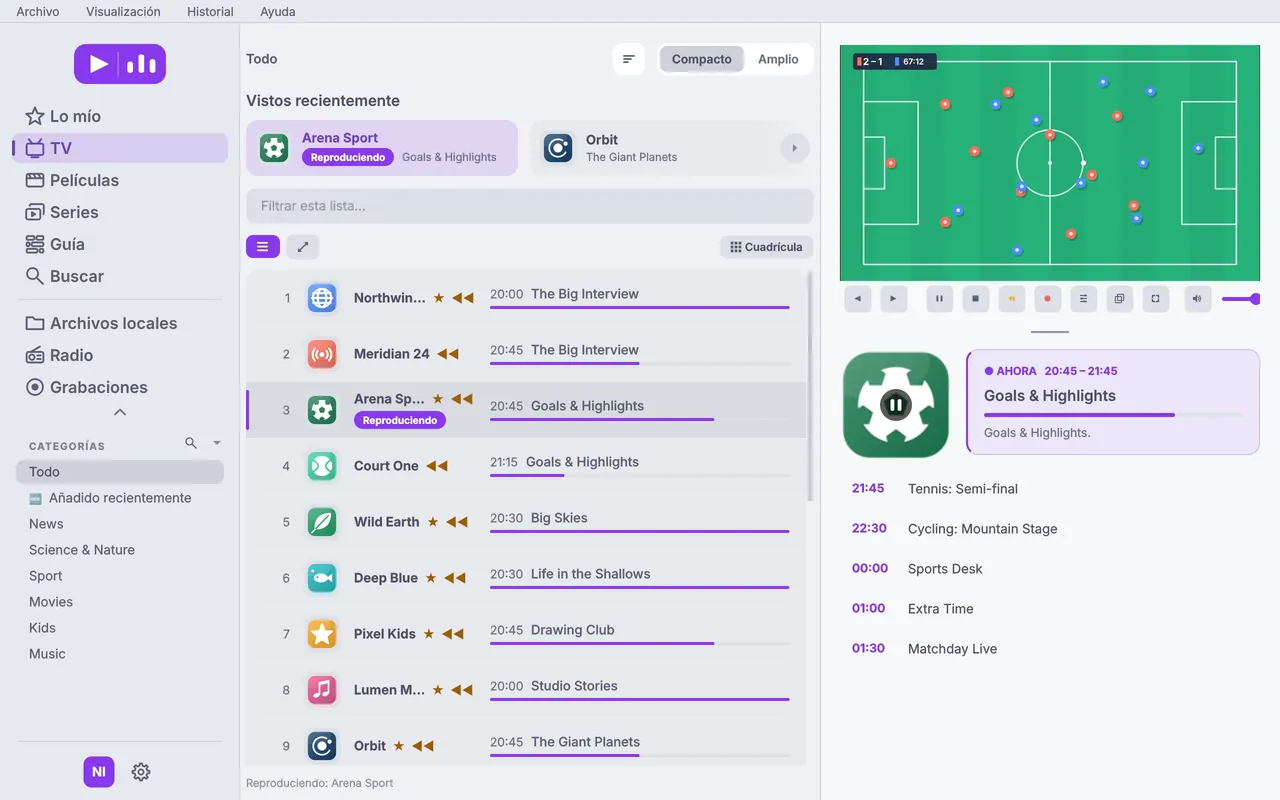 Archivo Visualización Historial Ayuda
Lo mío
TV
Películas
Series
Guía
Buscar
Archivos locales
Radio
Grabaciones
CATEGORÍAS
Todo
Añadido recientemente
News
Science & Nature
Sport
Movies
Kids
Music
NI
Todo
Compacto Amplio
Vistos recientemente
Arena Sport
Reproduciendo Goals & Highlights
Orbit
The Giant Planets
Filtrar esta lista...
Cuadrícula
1 Northwin... 20:00 The Big Interview
2 Meridian 24 20:45 The Big Interview
3 Arena Sp... 20:45 Goals & Highlights
Reproduciendo
4 Court One 21:15 Goals & Highlights
5 Wild Earth 20:30 Big Skies
6 Deep Blue 20:30 Life in the Shallows
7 Pixel Kids 20:45 Drawing Club
8 Lumen M... 20:00 Studio Stories
9 Orbit 20:45 The Giant Planets
Reproduciendo: Arena Sport
2 – 1 67:12
AHORA 20:45 – 21:45
Goals & Highlights
Goals & Highlights.
21:45 Tennis: Semi-final
22:30 Cycling: Mountain Stage
00:00 Sports Desk
01:00 Extra Time
01:30 Matchday Live